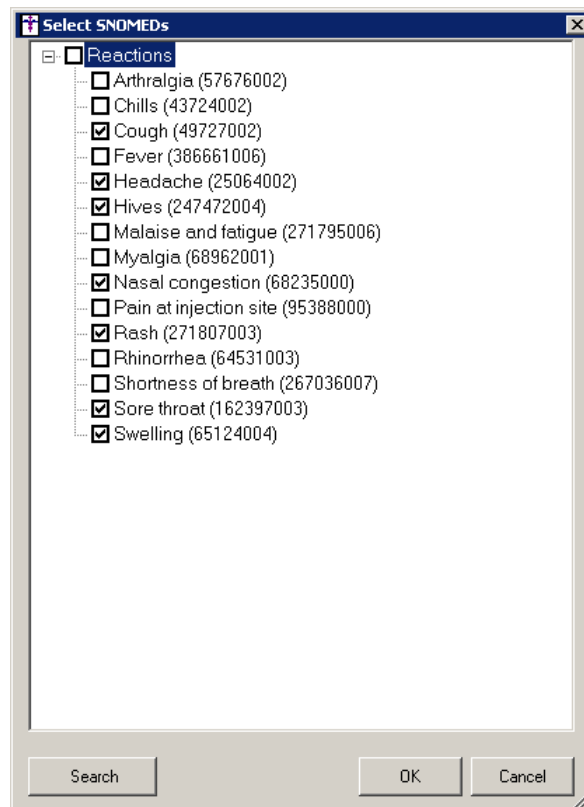 Select SNOMEDs
Reactions
Arthralgia (57676002)
Chills (43724002)
Cough (49727002)
Fever (386661006)
Headache (25064002)
Hives (247472004)
Malaise and fatigue (271795006)
Myalgia (68962001)
Nasal congestion (68235000)
Pain at injection site (95388000)
Rash (271807003)
Rhinorrhea (64531003)
Shortness of breath (267036007)
Sore throat (162397003)
Swelling (65124004)
Search OK Cancel